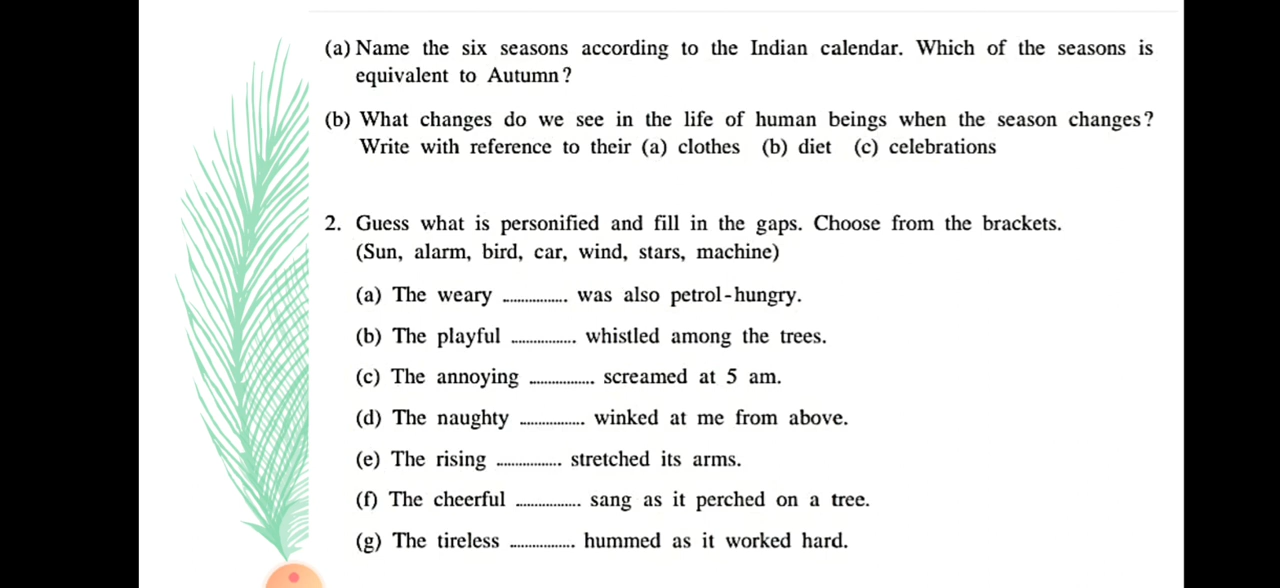 (a) Name the six seasons according to the Indian calendar. Which of the seasons is
equivalent to Autumn?
(b) What changes do we see in the life of human beings when the season changes?
Write with reference to their (a) clothes (b) diet (c) celebrations
2. Guess what is personified and fill in the gaps. Choose from the brackets.
(Sun, alarm, bird, car, wind, stars, machine)
(a) The weary ................ was also petrol-hungry.
(b) The playful ................ whistled among the trees.
(c) The annoying ................ screamed at 5 am.
(d) The naughty ................ winked at me from above.
(e) The rising ................ stretched its arms.
(f) The cheerful ................ sang as it perched on a tree.
(g) The tireless ................ hummed as it worked hard.